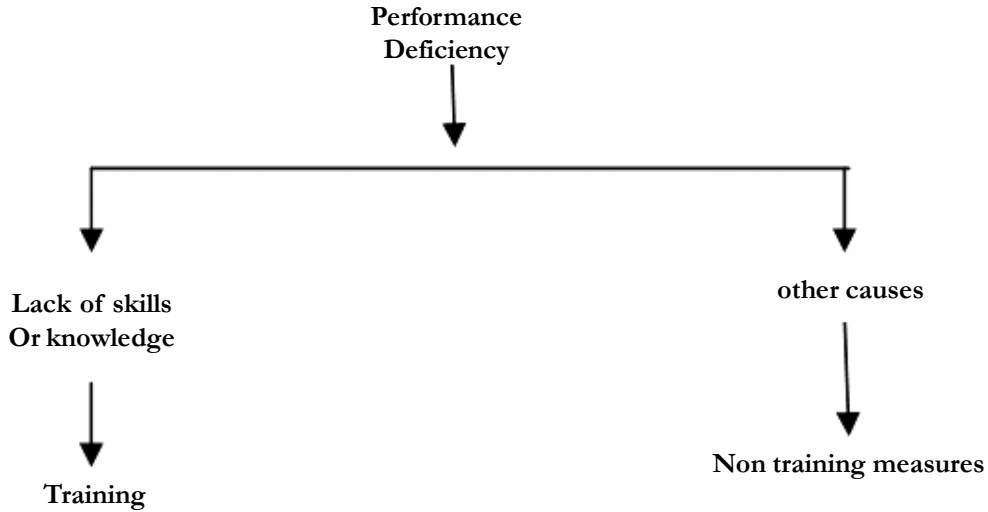 Performance
Deficiency
Lack of skills
Or knowledge
other causes
Training
Non training measures